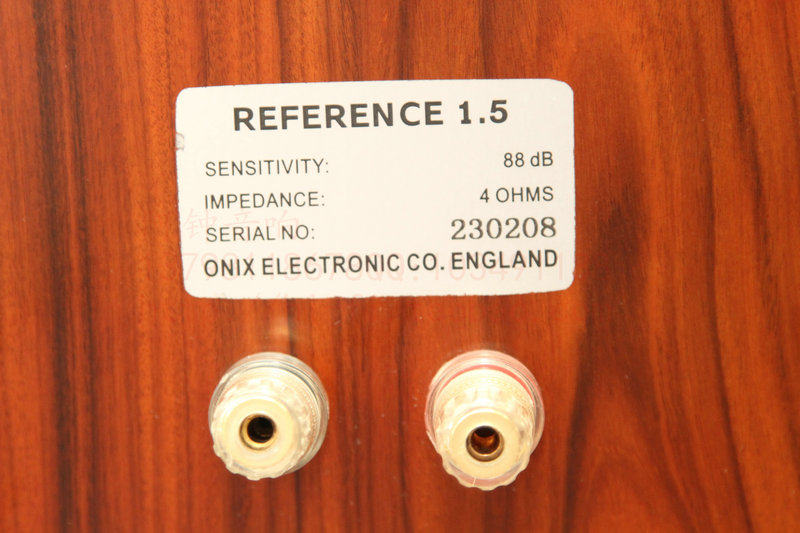 REFERENCE 1.5
SENSITIVITY: 88 dB
IMPEDANCE: 4 OHMS
SERIAL NO: 230208
ONIX ELECTRONIC CO. ENGLAND